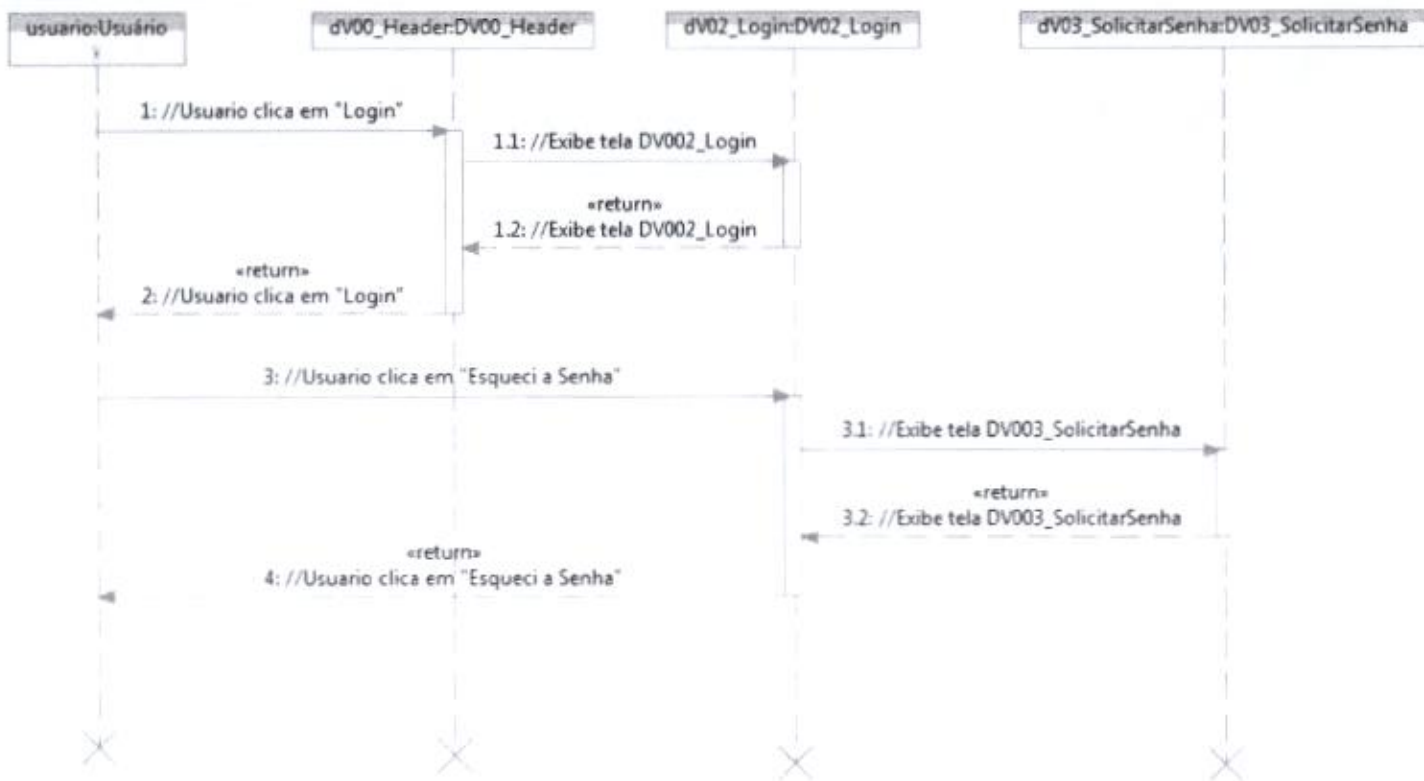 usuario:Usuário
dV00_Header:DV00_Header
dV02_Login:DV02_Login
dV03_SolicitarSenha:DV03_SolicitarSenha
1: //Usuario clica em "Login"
1.1: //Exibe tela DV002_Login
«return»
1.2: //Exibe tela DV002_Login
«return»
2: //Usuario clica em "Login"
3: //Usuario clica em "Esqueci a Senha"
3.1: //Exibe tela DV003_SolicitarSenha
«return»
3.2: //Exibe tela DV003_SolicitarSenha
«return»
4: //Usuario clica em "Esqueci a Senha"